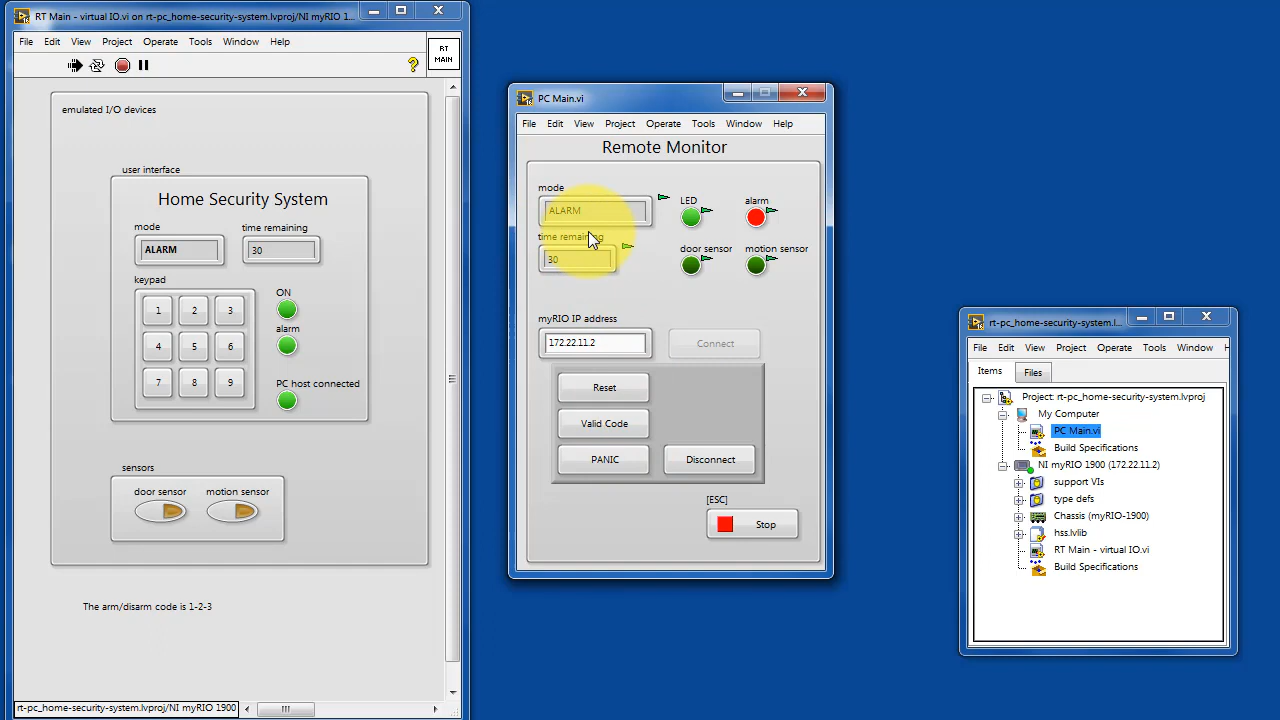 RT Main - virtual IO.vi on rt-pc_home-security-system.lvproj/NI myRIO 1...
File Edit View Project Operate Tools Window Help
RT MAIN
emulated I/O devices
user interface
Home Security System
mode
time remaining
ALARM
30
keypad
1 2 3
4 5 6
7 8 9
ON
alarm
PC host connected
sensors
door sensor motion sensor
The arm/disarm code is 1-2-3
rt-pc_home-security-system.lvproj/NI myRIO 1900
PC Main.vi
File Edit View Project Operate Tools Window Help
Remote Monitor
mode
ALARM
LED
alarm
time remaining
30
door sensor motion sensor
myRIO IP address
172.22.11.2
Connect
Reset
Valid Code
PANIC
Disconnect
[ESC]
Stop
rt-pc_home-security-system.l...
File Edit View Project Operate Tools Window H
Items Files
Project: rt-pc_home-security-system.lvproj
My Computer
PC Main.vi
Build Specifications
NI myRIO 1900 (172.22.11.2)
support VIs
type defs
Chassis (myRIO-1900)
hss.lvlib
RT Main - virtual IO.vi
Build Specifications